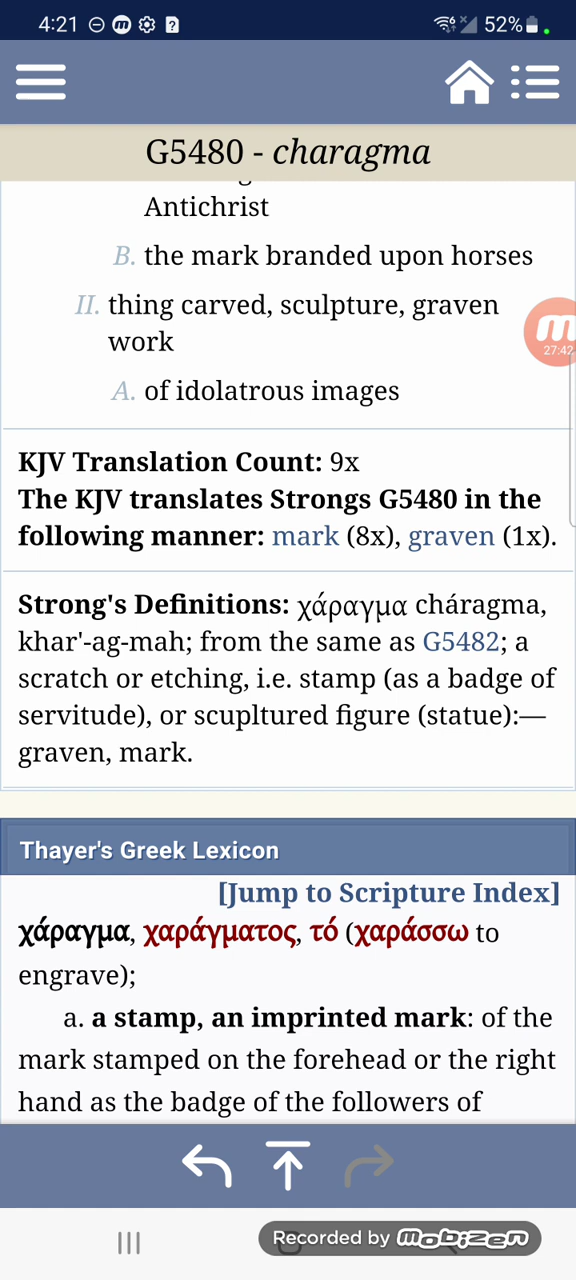 4:21 52%
G5480 - charagma
Antichrist
B. the mark branded upon horses
II. thing carved, sculpture, graven
work
27:42
A. of idolatrous images
KJV Translation Count: 9x
The KJV translates Strongs G5480 in the
following manner: mark (8x), graven (1x).
Strong's Definitions: χάραγμα cháragma,
khar'-ag-mah; from the same as G5482; a
scratch or etching, i.e. stamp (as a badge of
servitude), or scupltured figure (statue):—
graven, mark.
Thayer's Greek Lexicon
[Jump to Scripture Index]
χάραγμα, χαράγματος, τό (χαράσσω to
engrave);
a. a stamp, an imprinted mark: of the
mark stamped on the forehead or the right
hand as the badge of the followers of
Recorded by mobizen